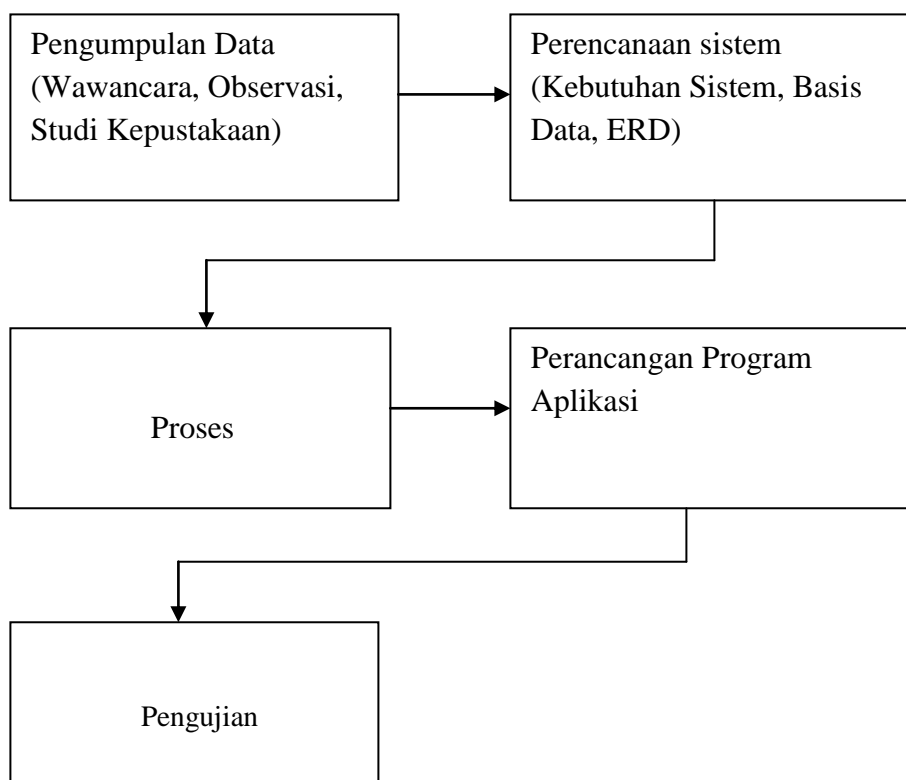 Pengumpulan Data
(Wawancara, Observasi,
Studi Kepustakaan)
Perencanaan sistem
(Kebutuhan Sistem, Basis
Data, ERD)
Proses
Perancangan Program
Aplikasi
Pengujian